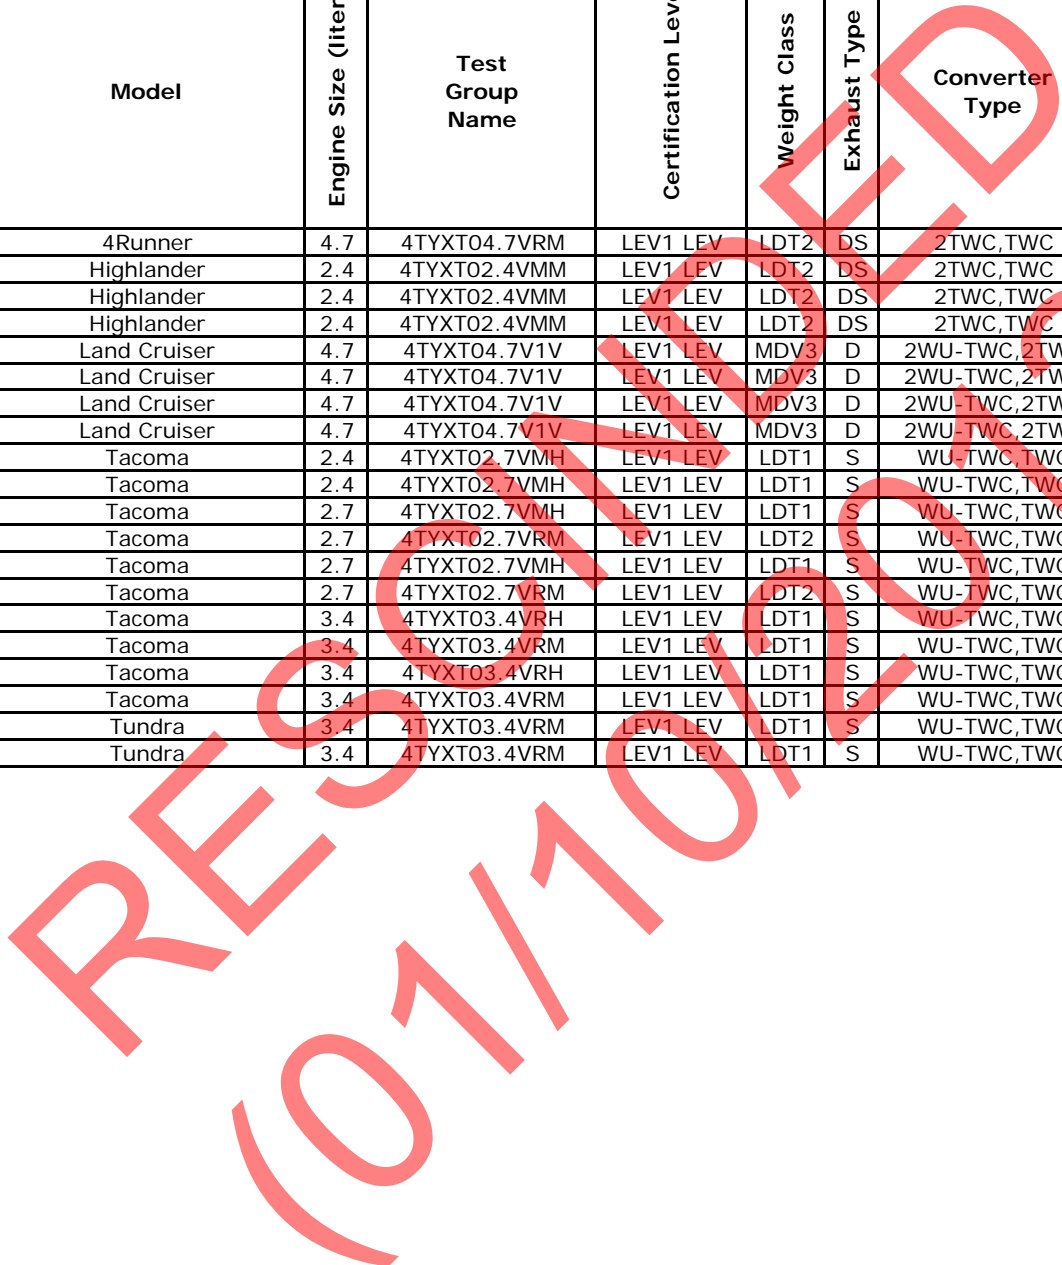 Model Engine Size (liter Test Group Name Certification Leve Weight Class Exhaust Type Converter Type
4Runner 4.7 4TYXT04.7VRM LEV1 LEV LDT2 DS 2TWC,TWC
Highlander 2.4 4TYXT02.4VMM LEV1 LEV LDT2 DS 2TWC,TWC
Highlander 2.4 4TYXT02.4VMM LEV1 LEV LDT2 DS 2TWC,TWC
Highlander 2.4 4TYXT02.4VMM LEV1 LEV LDT2 DS 2TWC,TWC
Land Cruiser 4.7 4TYXT04.7V1V LEV1 LEV MDV3 D 2WU-TWC,2TW
Land Cruiser 4.7 4TYXT04.7V1V LEV1 LEV MDV3 D 2WU-TWC,2TW
Land Cruiser 4.7 4TYXT04.7V1V LEV1 LEV MDV3 D 2WU-TWC,2TW
Land Cruiser 4.7 4TYXT04.7V1V LEV1 LEV MDV3 D 2WU-TWC,2TW
Tacoma 2.4 4TYXT02.7VMH LEV1 LEV LDT1 S WU-TWC,TWC
Tacoma 2.4 4TYXT02.7VMH LEV1 LEV LDT1 S WU-TWC,TWC
Tacoma 2.7 4TYXT02.7VMH LEV1 LEV LDT1 S WU-TWC,TWC
Tacoma 2.7 4TYXT02.7VRM LEV1 LEV LDT2 S WU-TWC,TWC
Tacoma 2.7 4TYXT02.7VMH LEV1 LEV LDT1 S WU-TWC,TWC
Tacoma 2.7 4TYXT02.7VRM LEV1 LEV LDT2 S WU-TWC,TWC
Tacoma 3.4 4TYXT03.4VRH LEV1 LEV LDT1 S WU-TWC,TWC
Tacoma 3.4 4TYXT03.4VRM LEV1 LEV LDT1 S WU-TWC,TWC
Tacoma 3.4 4TYXT03.4VRH LEV1 LEV LDT1 S WU-TWC,TWC
Tacoma 3.4 4TYXT03.4VRM LEV1 LEV LDT1 S WU-TWC,TWC
Tundra 3.4 4TYXT03.4VRM LEV1 LEV LDT1 S WU-TWC,TWC
Tundra 3.4 4TYXT03.4VRM LEV1 LEV LDT1 S WU-TWC,TWC
RESCINDED
(01/10/201